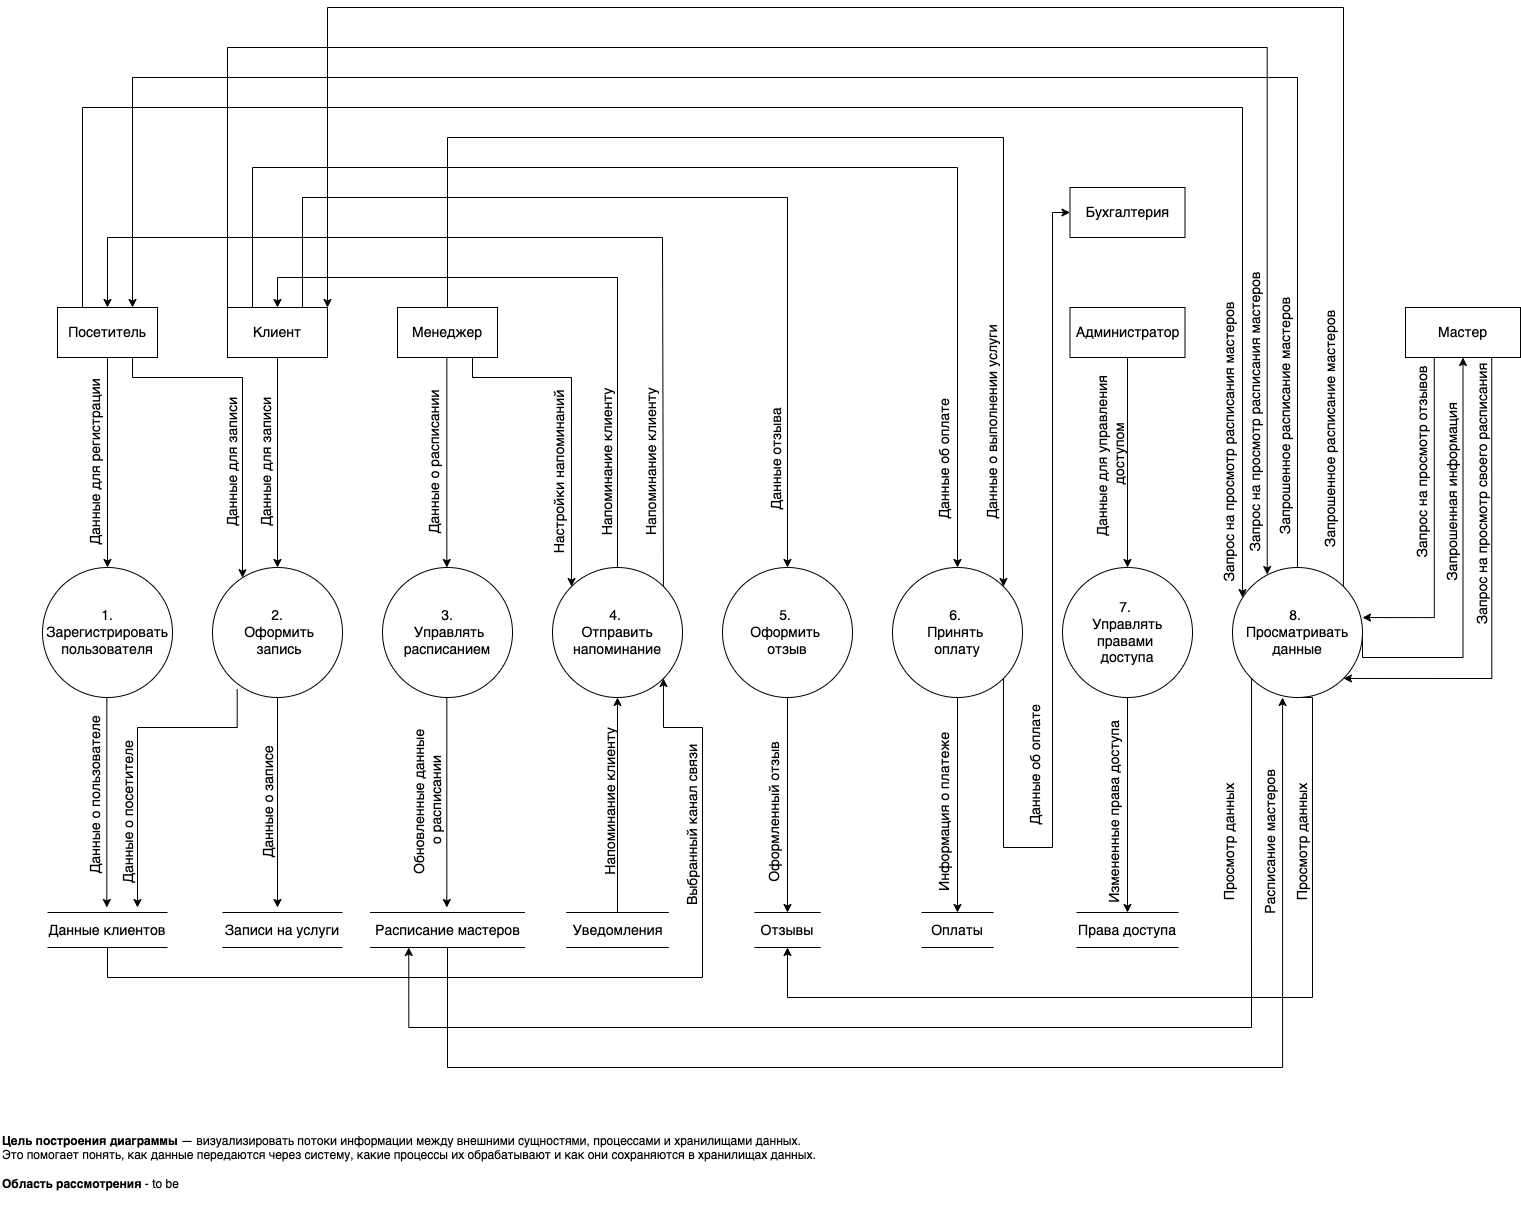 Бухгалтерия
Посетитель
Клиент
Менеджер
Администратор
Мастер
Данные для регистрации
Данные для записи
Данные для записи
Данные о расписании
Настройки напоминаний
Напоминание клиенту
Напоминание клиенту
Данные отзыва
Данные об оплате
Данные о выполнении услуги
Данные для управления
доступом
Запрос на просмотр расписания мастеров
Запрос на просмотр расписания мастеров
Запрошенное расписание мастеров
Запрошенное расписание мастеров
Запрос на просмотр отзывов
Запрошенная информация
Запрос на просмотр своего расписания
1.
Зарегистрировать
пользователя
2.
Оформить
запись
3.
Управлять
расписанием
4.
Отправить
напоминание
5.
Оформить
отзыв
6.
Принять
оплату
7.
Управлять
правами
доступа
8.
Просматривать
данные
Данные о пользователе
Данные о посетителе
Данные о записе
Обновленные данные
о расписании
Напоминание клиенту
Выбранный канал связи
Оформленный отзыв
Информация о платеже
Данные об оплате
Измененные права доступа
Просмотр данных
Расписание мастеров
Просмотр данных
Данные клиентов
Записи на услуги
Расписание мастеров
Уведомления
Отзывы
Оплаты
Права доступа
Цель построения диаграммы — визуализировать потоки информации между внешними сущностями, процессами и хранилищами данных.
Это помогает понять, как данные передаются через систему, какие процессы их обрабатывают и как они сохраняются в хранилищах данных.
Область рассмотрения - to be